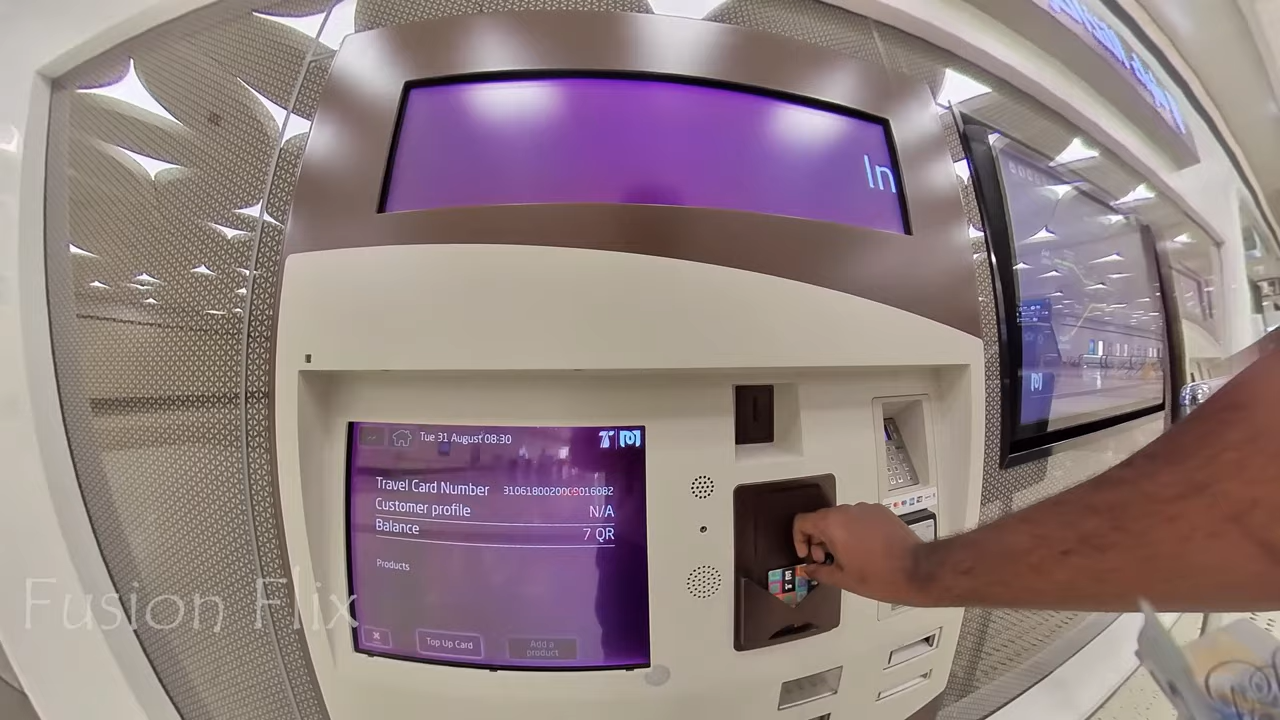 In
Tue 31 August 08:30
Travel Card Number
Customer profile N/A
Balance 7 QR
Products
Top Up Card
Add a product
Fusion Flix